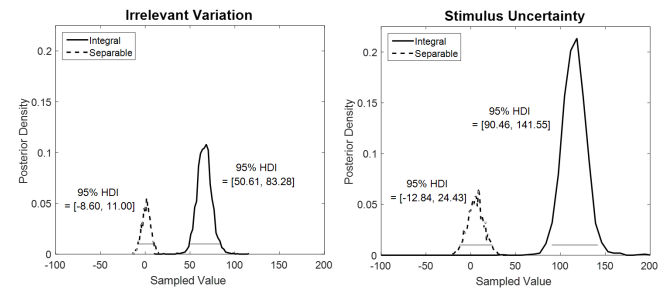 Irrelevant Variation
Integral
Separable
Posterior Density
0.2
0.15
0.1
0.05
0
95% HDI
= [-8.60, 11.00]
95% HDI
= [50.61, 83.28]
-100 -50 0 50 100 150 200
Sampled Value
Stimulus Uncertainty
Integral
Separable
Posterior Density
0.2
0.15
0.1
0.05
0
95% HDI
= [90.46, 141.55]
95% HDI
= [-12.84, 24.43]
-100 -50 0 50 100 150 200
Sampled Value